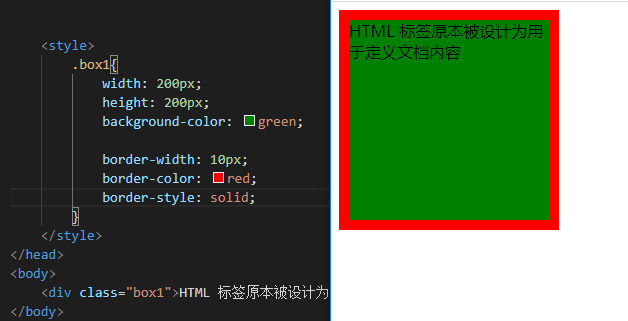 <style>
.box1{
width: 200px;
height: 200px;
background-color: green;
border-width: 10px;
border-color: red;
border-style: solid;
}
</style>
</head>
<body>
<div class="box1">HTML 标签原本被设计为
</body>
HTML 标签原本被设计为用
于定义文档内容